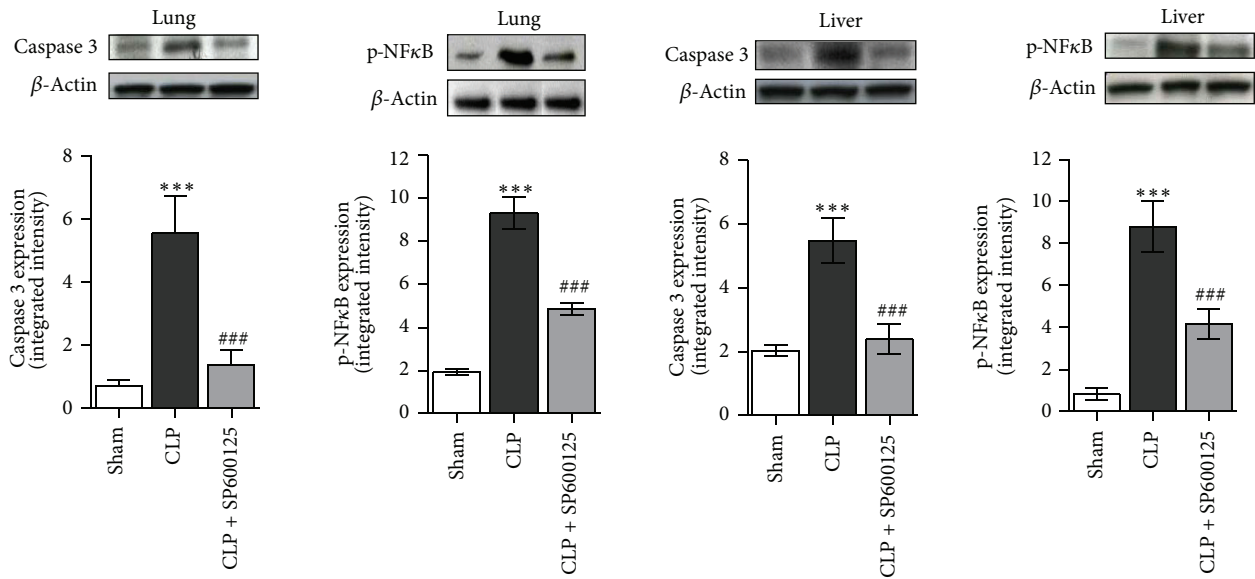 Lung
Caspase 3
β-Actin
8
6
4
2
0
Caspase 3 expression
(integrated intensity)
***
###
Sham
CLP
CLP + SP600125
Lung
p-NFκB
β-Actin
12
10
8
6
4
2
0
p-NFκB expression
(integrated intensity)
***
###
Sham
CLP
CLP + SP600125
Liver
Caspase 3
β-Actin
8
6
4
2
0
Caspase 3 expression
(integrated intensity)
***
###
Sham
CLP
CLP + SP600125
Liver
p-NFκB
β-Actin
12
10
8
6
4
2
0
p-NFκB expression
(integrated intensity)
***
###
Sham
CLP
CLP + SP600125